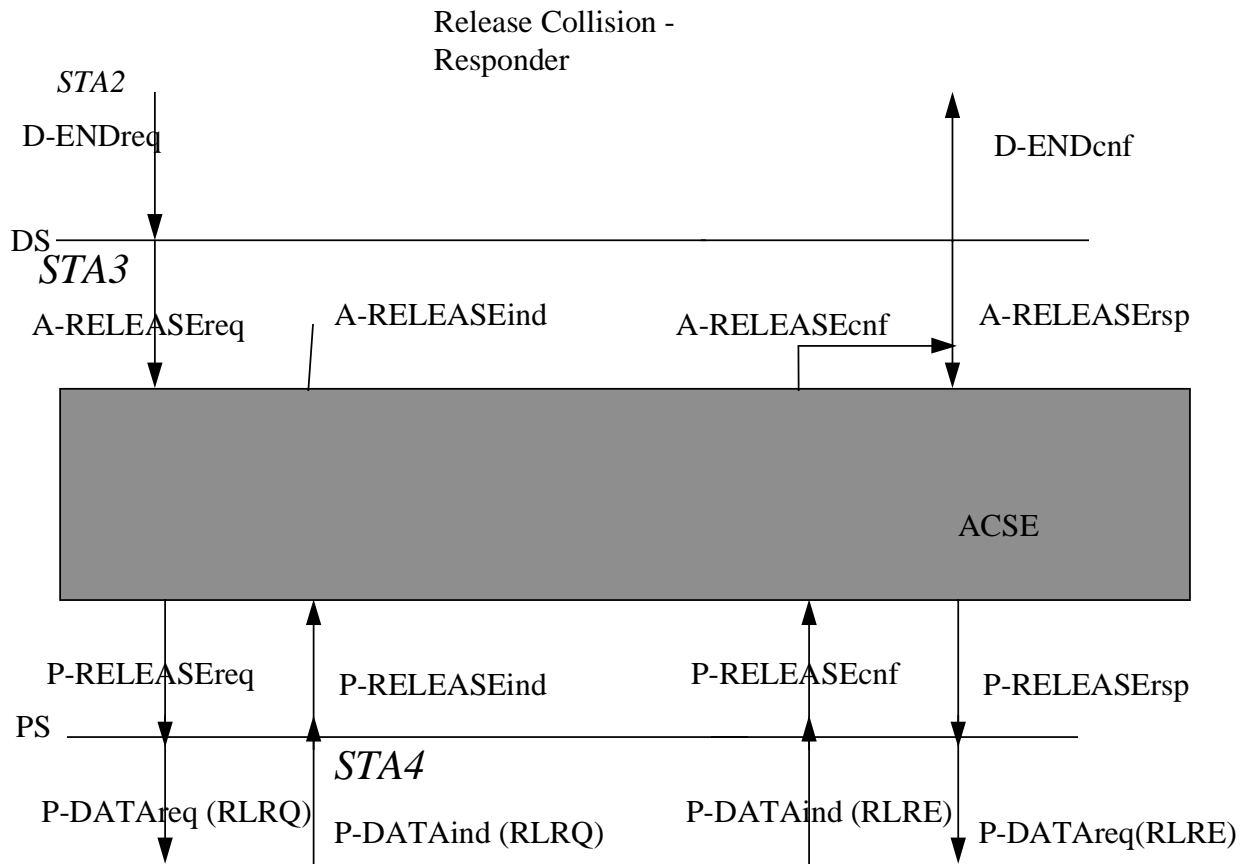 Release Collision -
Responder
STA2
D-ENDreq
D-ENDcnf
DS
STA3
A-RELEASEreq
A-RELEASEind
A-RELEASEcnf
A-RELEASErsp
ACSE
P-RELEASEreq
P-RELEASEind
P-RELEASEcnf
P-RELEASErsp
PS
STA4
P-DATAreq (RLRQ)
P-DATAind (RLRQ)
P-DATAind (RLRE)
P-DATAreq(RLRE)